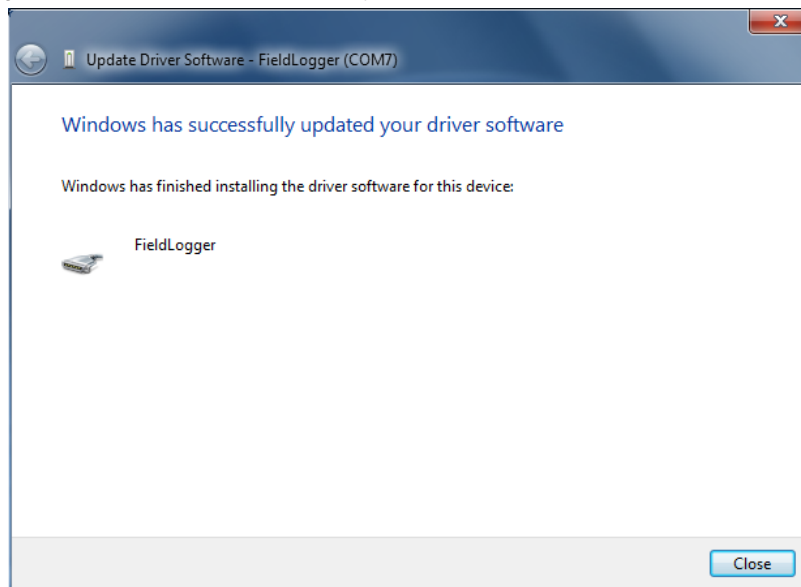 Update Driver Software - FieldLogger (COM7)
Windows has successfully updated your driver software
Windows has finished installing the driver software for this device:
FieldLogger
Close